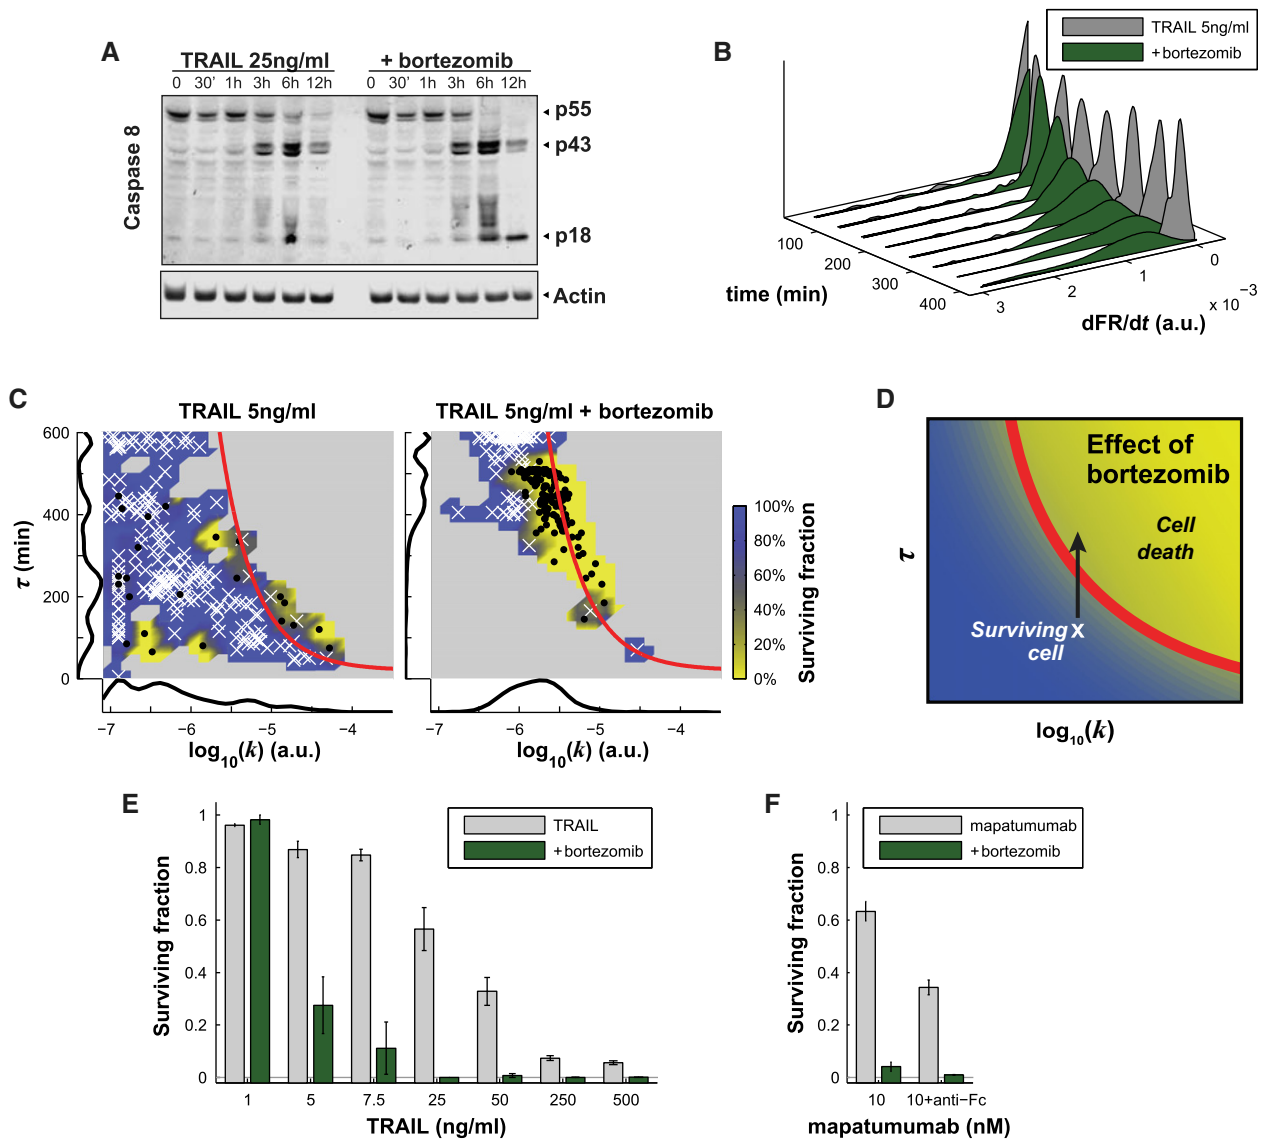 A
TRAIL 25ng/ml
+ bortezomib
0 30' 1h 3h 6h 12h
0 30' 1h 3h 6h 12h
Caspase 8
p55
p43
p18
Actin
B
TRAIL 5ng/ml
+ bortezomib
100
200
300
400
time (min)
3
2
1
0
x 10⁻³
dFR/dt (a.u.)
C
TRAIL 5ng/ml
TRAIL 5ng/ml + bortezomib
600
400
200
0
τ (min)
−7 −6 −5 −4
−7 −6 −5 −4
log₁₀(k) (a.u.)
log₁₀(k) (a.u.)
100%
80%
60%
40%
20%
0%
Surviving fraction
D
Effect of
bortezomib
Cell
death
Surviving x
cell
τ
log₁₀(k)
E
TRAIL
+ bortezomib
1
0.8
0.6
0.4
0.2
0
Surviving fraction
1 5 7.5 25 50 250 500
TRAIL (ng/ml)
F
mapatumumab
+ bortezomib
1
0.8
0.6
0.4
0.2
0
Surviving fraction
10 10+anti−Fc
mapatumumab (nM)